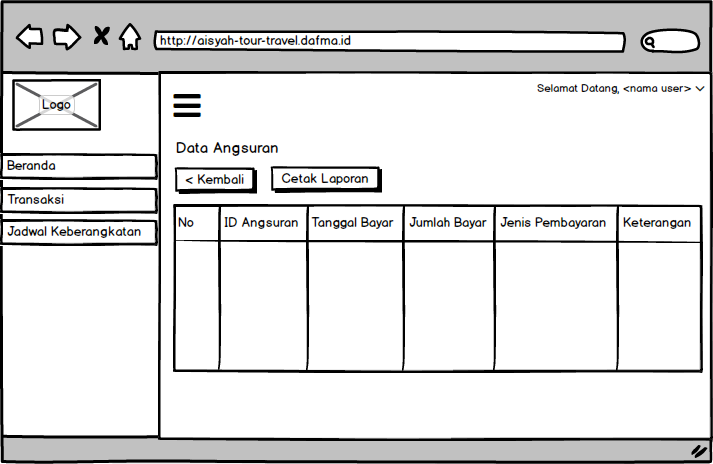 http://aisyah-tour-travel.dafma.id
Logo
Selamat Datang, <nama user>
Beranda
Transaksi
Jadwal Keberangkatan
Data Angsuran
< Kembali
Cetak Laporan
No ID Angsuran Tanggal Bayar Jumlah Bayar Jenis Pembayaran Keterangan